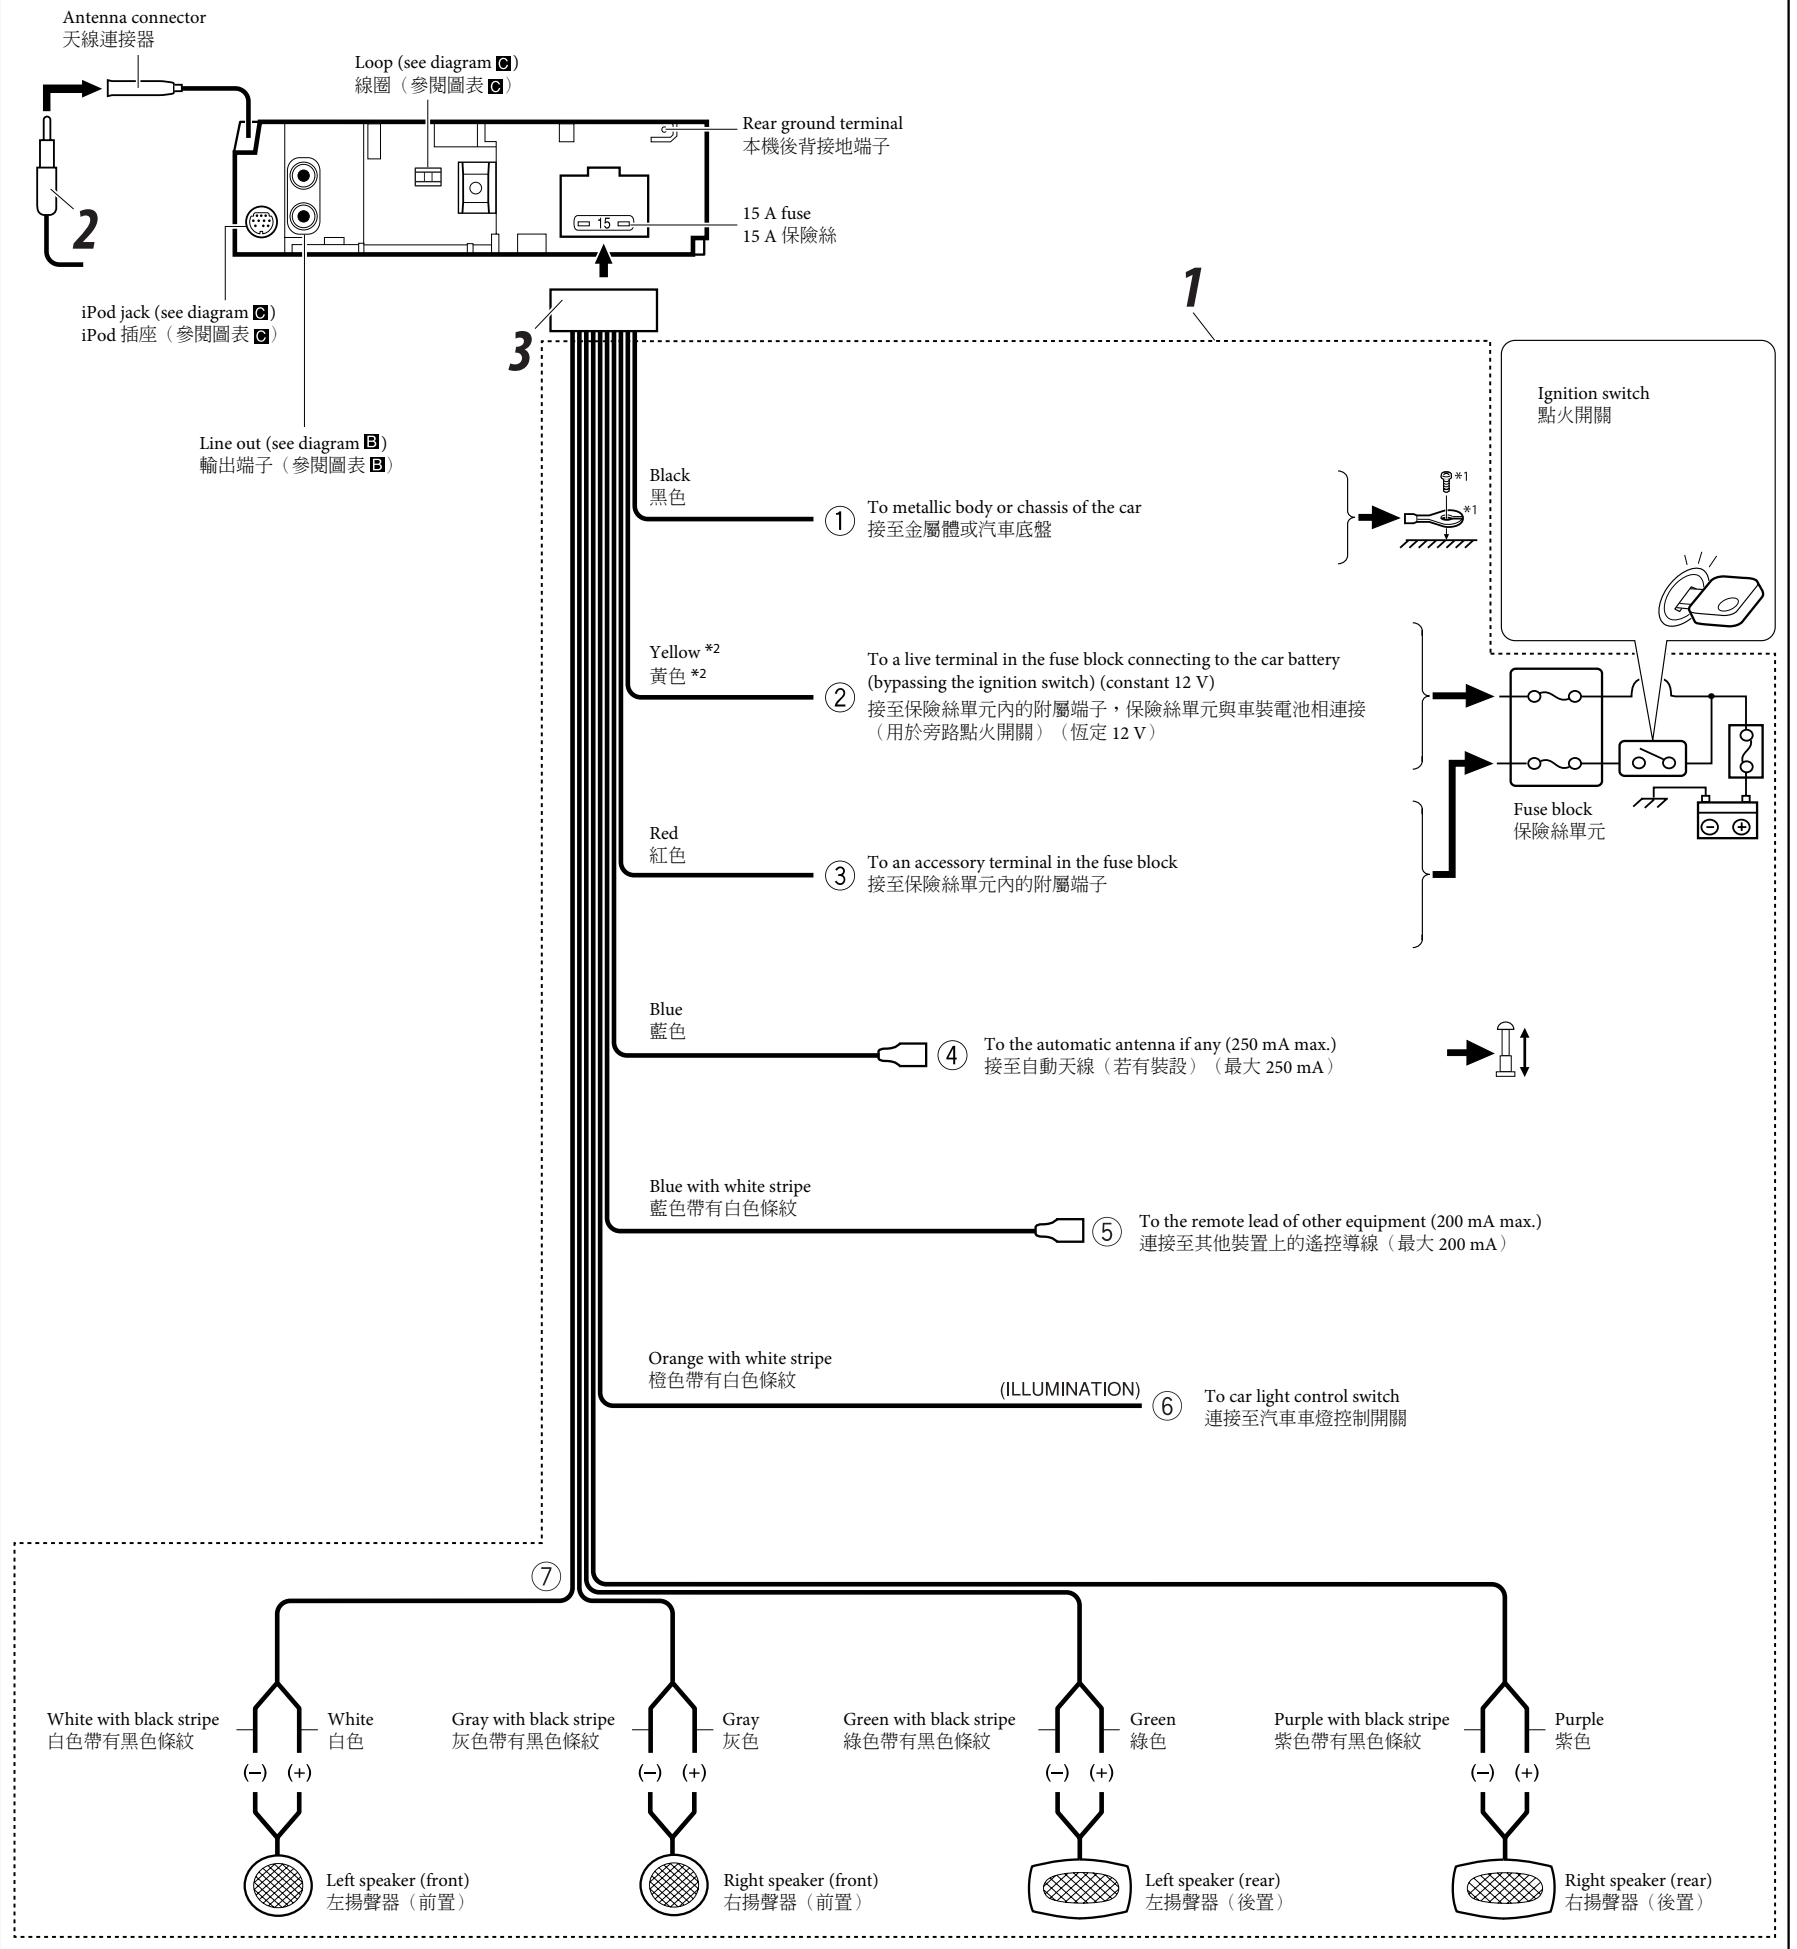 Antenna connector
天線連接器
Loop (see diagram C)
線圈（參閱圖表 C）
Rear ground terminal
本機後背接地端子
2
15
15 A fuse
15 A 保險絲
iPod jack (see diagram C)
iPod 插座（參閱圖表 C）
3
1
Line out (see diagram B)
輸出端子（參閱圖表 B）
Ignition switch
點火開關
Black
黑色
① To metallic body or chassis of the car
接至金屬體或汽車底盤
*1
*1
Yellow *2
黃色 *2
② To a live terminal in the fuse block connecting to the car battery
(bypassing the ignition switch) (constant 12 V)
接至保險絲單元內的附屬端子，保險絲單元與車裝電池相連接
（用於旁路點火開關）（恆定 12 V）
Fuse block
保險絲單元
Red
紅色
③ To an accessory terminal in the fuse block
接至保險絲單元內的附屬端子
Blue
藍色
④ To the automatic antenna if any (250 mA max.)
接至自動天線（若有裝設）（最大 250 mA）
Blue with white stripe
藍色帶有白色條紋
⑤ To the remote lead of other equipment (200 mA max.)
連接至其他裝置上的遙控導線（最大 200 mA）
Orange with white stripe
橙色帶有白色條紋
(ILLUMINATION)
⑥ To car light control switch
連接至汽車車燈控制開關
⑦
White with black stripe
白色帶有黑色條紋
White
白色
(−) (+)
Left speaker (front)
左揚聲器（前置）
Gray with black stripe
灰色帶有黑色條紋
Gray
灰色
(−) (+)
Right speaker (front)
右揚聲器（前置）
Green with black stripe
綠色帶有黑色條紋
Green
綠色
(−) (+)
Left speaker (rear)
左揚聲器（後置）
Purple with black stripe
紫色帶有黑色條紋
Purple
紫色
(−) (+)
Right speaker (rear)
右揚聲器（後置）